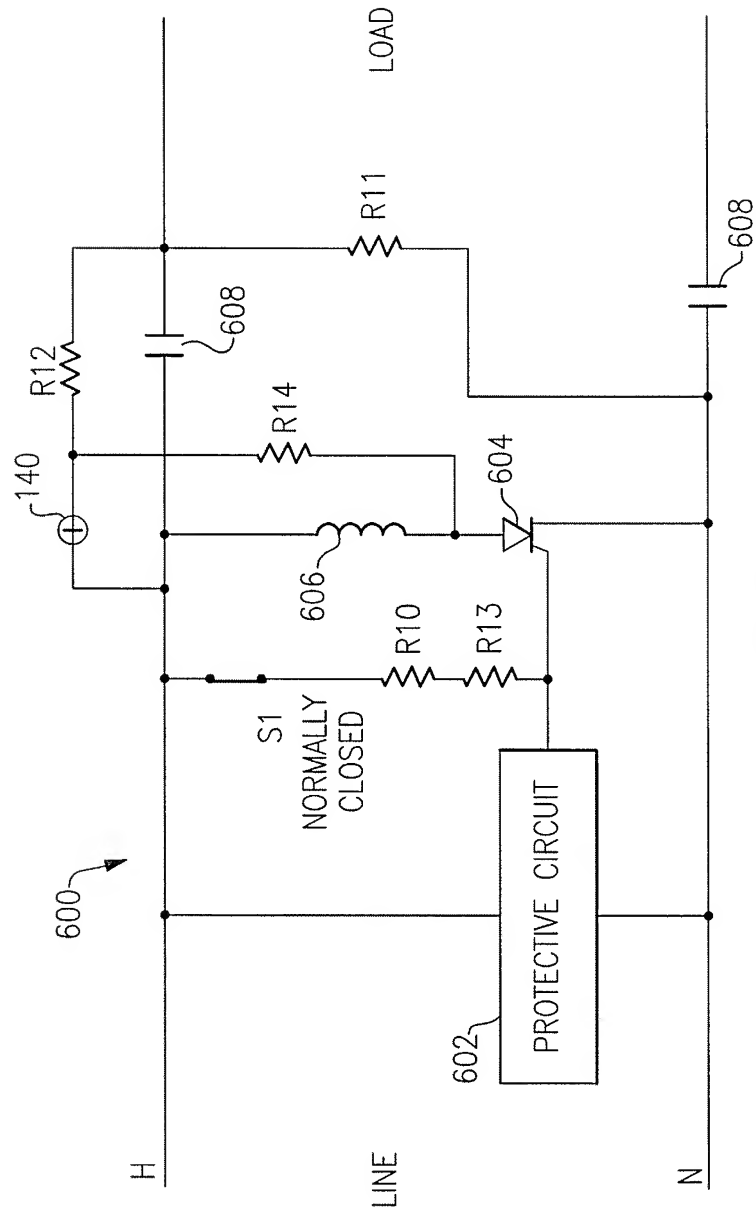 600
H
LINE
N
602
PROTECTIVE CIRCUIT
S1
NORMALLY
CLOSED
R10
R13
606
604
140
R14
R12
608
R11
608
LOAD